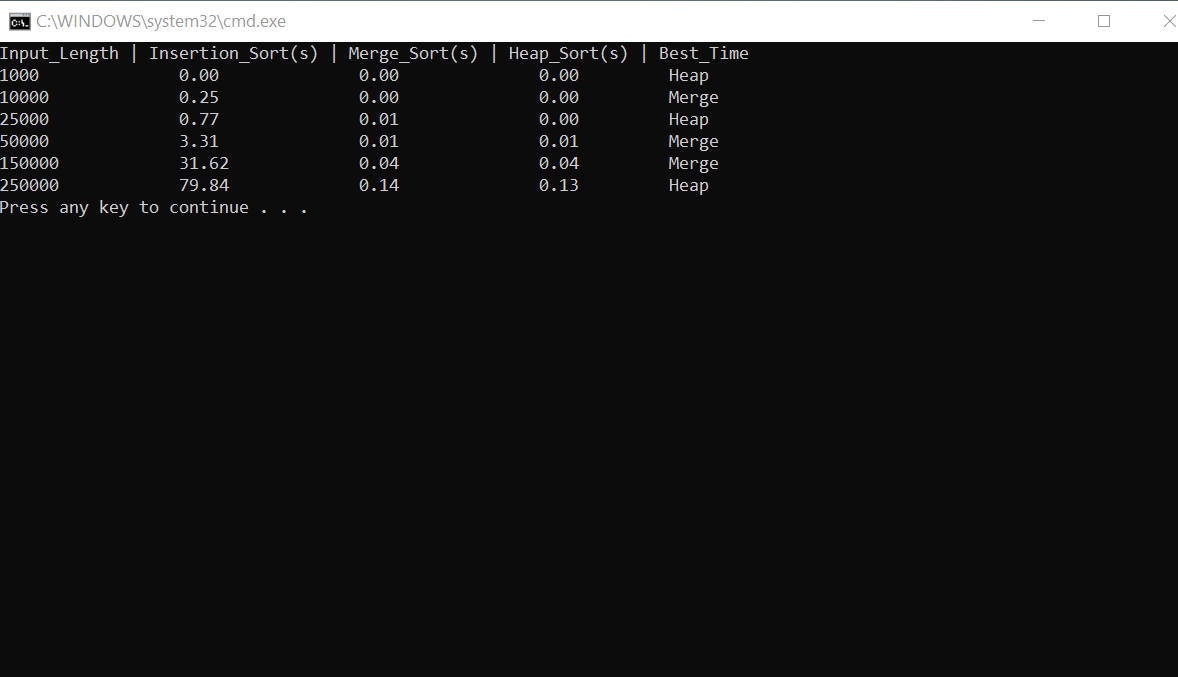 C:\WINDOWS\system32\cmd.exe
Input_Length | Insertion_Sort(s) | Merge_Sort(s) | Heap_Sort(s) | Best_Time
1000 0.00 0.00 0.00 Heap
10000 0.25 0.00 0.00 Merge
25000 0.77 0.01 0.00 Heap
50000 3.31 0.01 0.01 Merge
150000 31.62 0.04 0.04 Merge
250000 79.84 0.14 0.13 Heap
Press any key to continue . . .